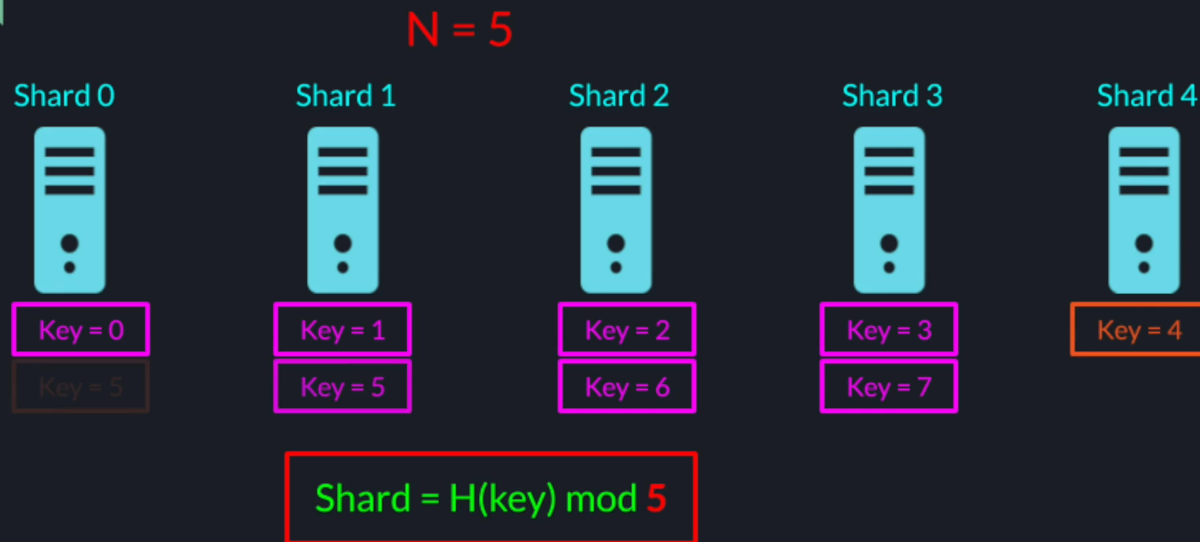 N = 5
Shard 0 Shard 1 Shard 2 Shard 3 Shard 4
Key = 0 Key = 1 Key = 2 Key = 3 Key = 4
Key = 5 Key = 5 Key = 6 Key = 7
Shard = H(key) mod 5